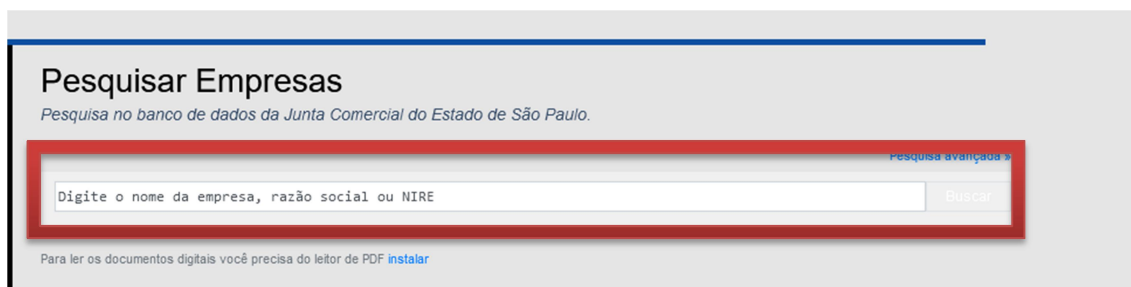 Pesquisar Empresas
Pesquisa no banco de dados da Junta Comercial do Estado de São Paulo.
Pesquisa avançada »
Digite o nome da empresa, razão social ou NIRE
Buscar
Para ler os documentos digitais você precisa do leitor de PDF instalar